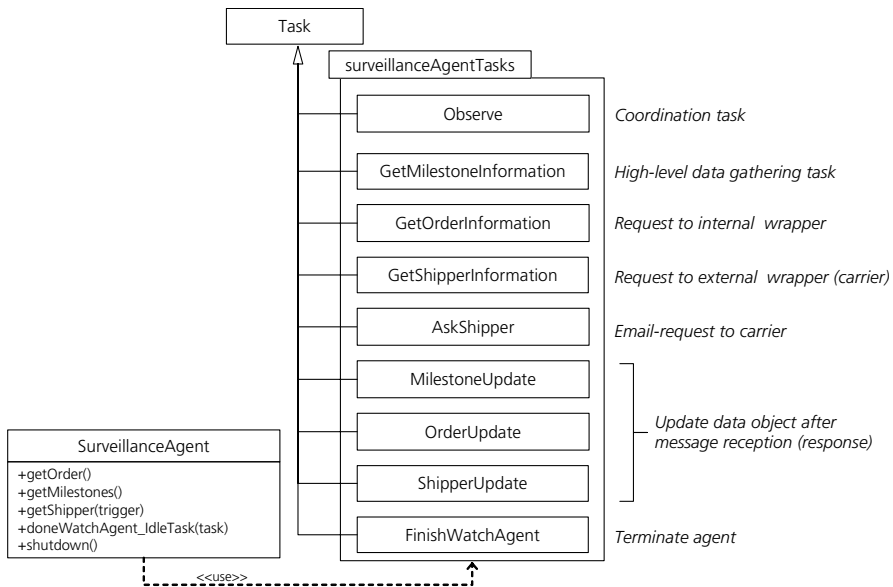 Task
surveillanceAgentTasks
Observe
Coordination task
GetMilestoneInformation
High-level data gathering task
GetOrderInformation
Request to internal wrapper
GetShipperInformation
Request to external wrapper (carrier)
AskShipper
Email-request to carrier
MilestoneUpdate
OrderUpdate
Update data object after
message reception (response)
ShipperUpdate
FinishWatchAgent
Terminate agent
SurveillanceAgent
+getOrder()
+getMilestones()
+getShipper(trigger)
+doneWatchAgent_IdleTask(task)
+shutdown()
<<use>>